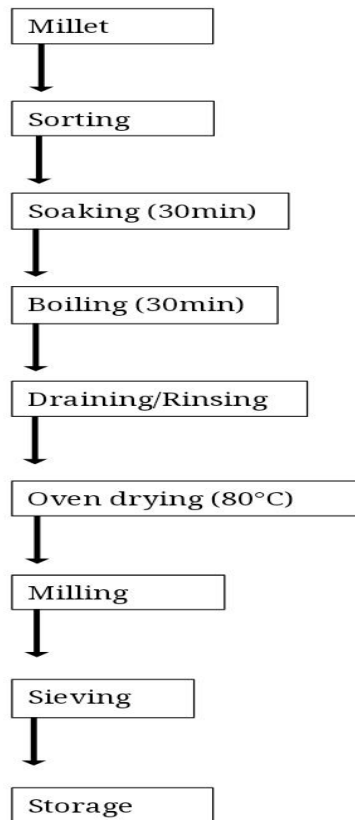 Millet
Sorting
Soaking (30min)
Boiling (30min)
Draining/Rinsing
Oven drying (80°C)
Milling
Sieving
Storage